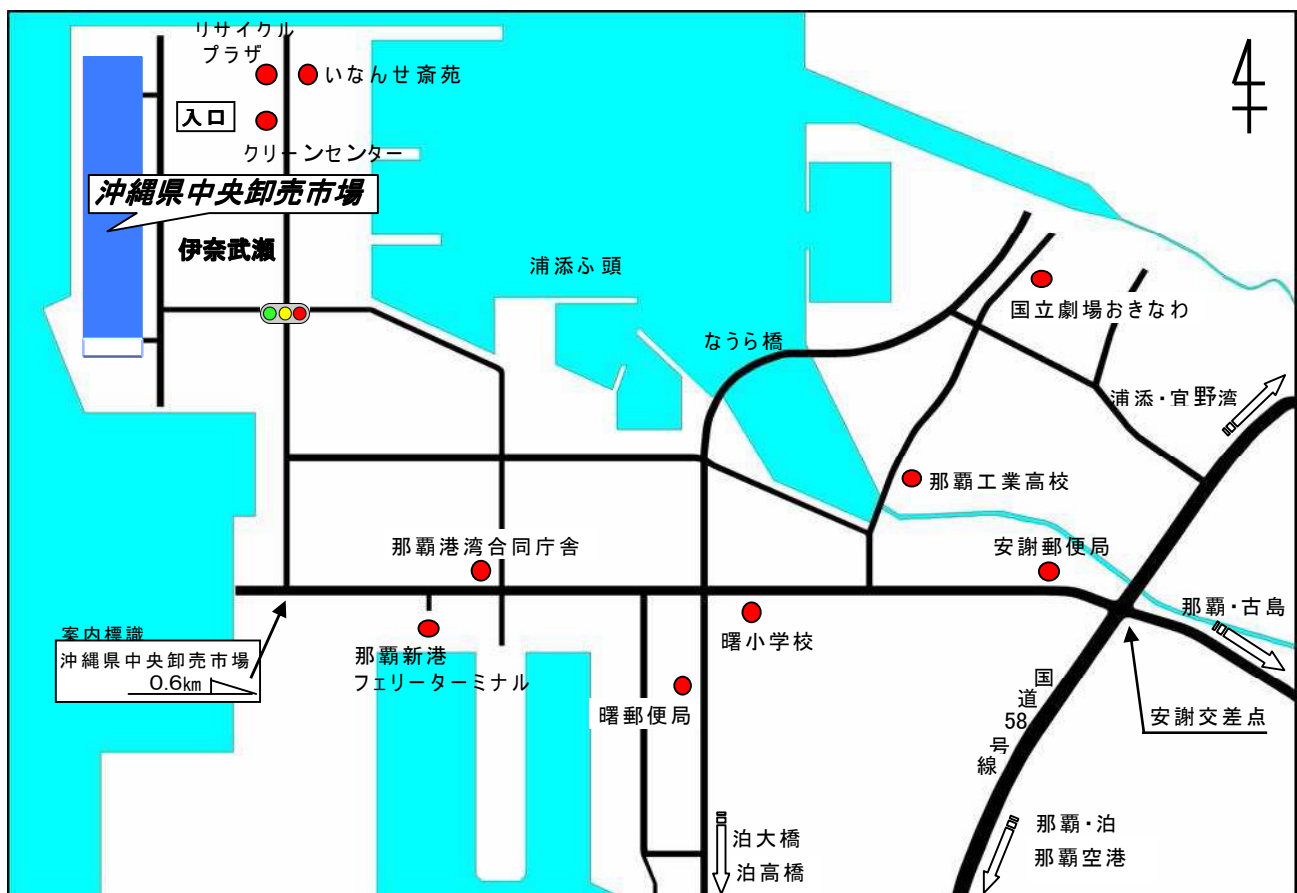 リサイクル
プラザ
いなんせ斎苑
入口
クリーンセンター
沖縄県中央卸売市場
伊奈武瀬
浦添ふ頭
国立劇場おきなわ
なうら橋
浦添・宜野湾
那覇工業高校
那覇港湾合同庁舎
安謝郵便局
那覇・古島
案内標識
沖縄県中央卸売市場
0.6㎞
那覇新港
フェリーターミナル
曙小学校
曙郵便局
国道58号線
安謝交差点
泊大橋
泊高橋
那覇・泊
那覇空港